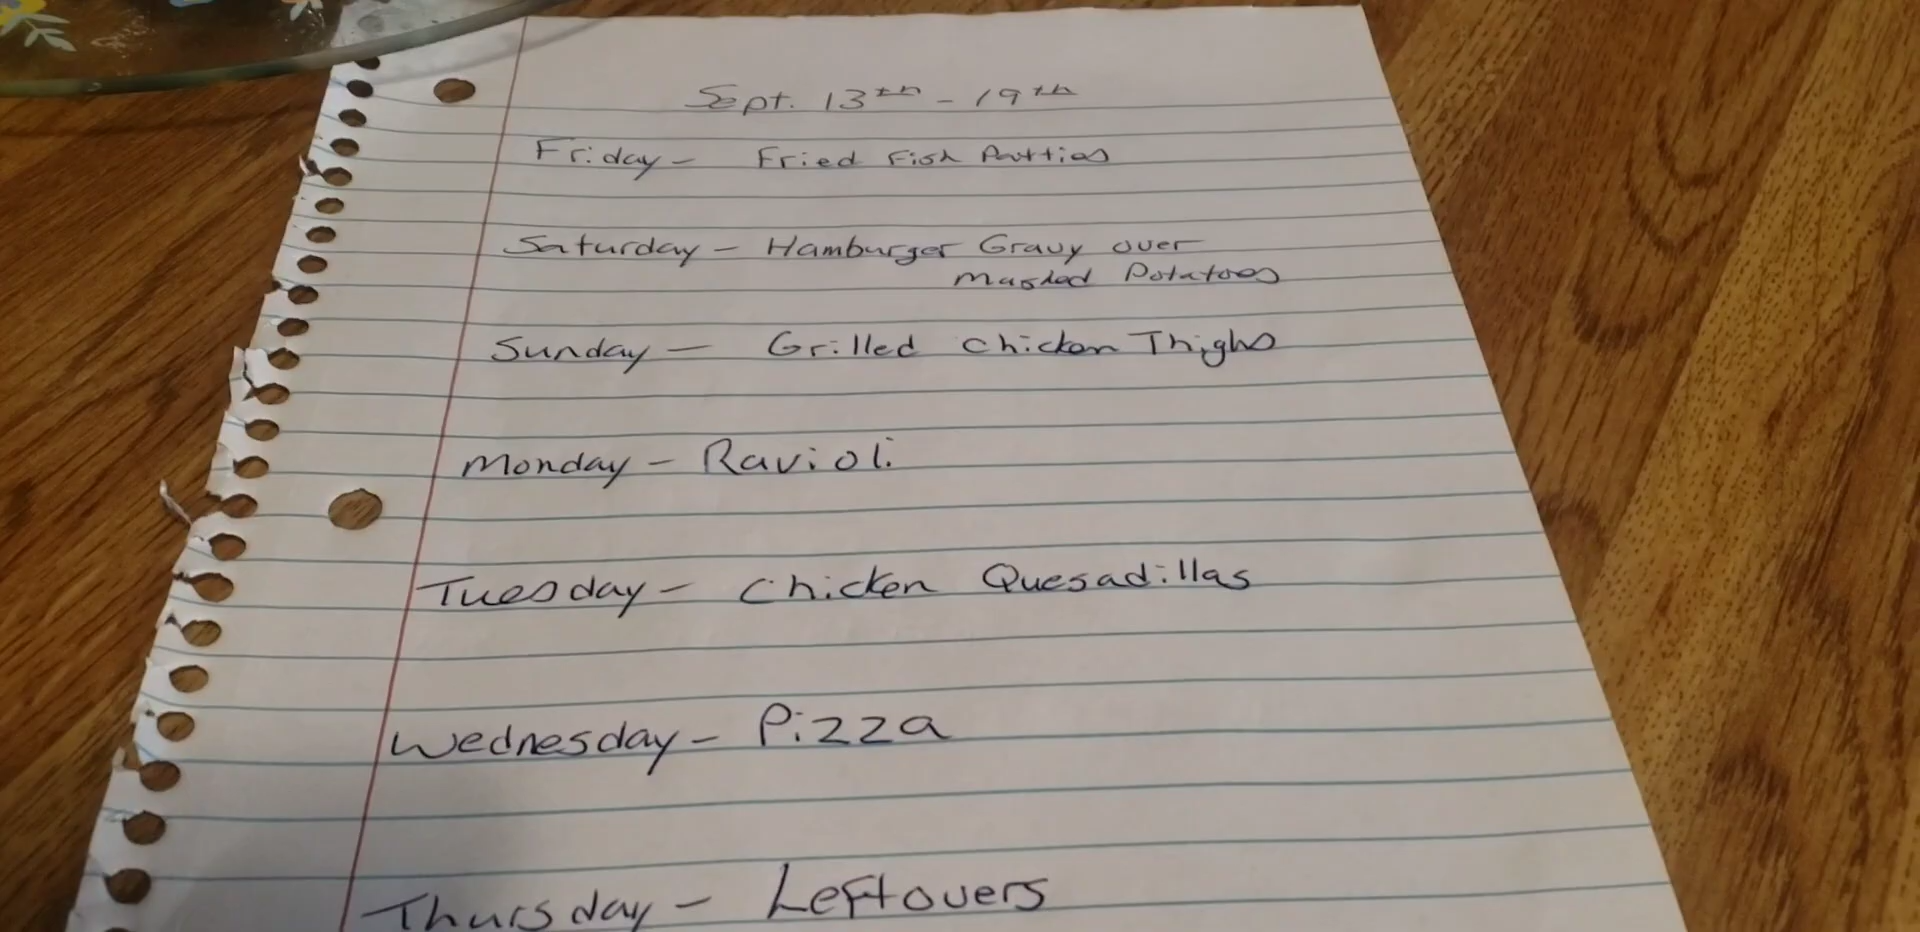 Sept. 13th - 19th
Friday - Fried Fish Patties
Saturday - Hamburger Gravy over
Mashed Potatoes
Sunday - Grilled Chicken Thighs
Monday - Ravioli
Tuesday - Chicken Quesadillas
Wednesday - Pizza
Thursday - Leftovers